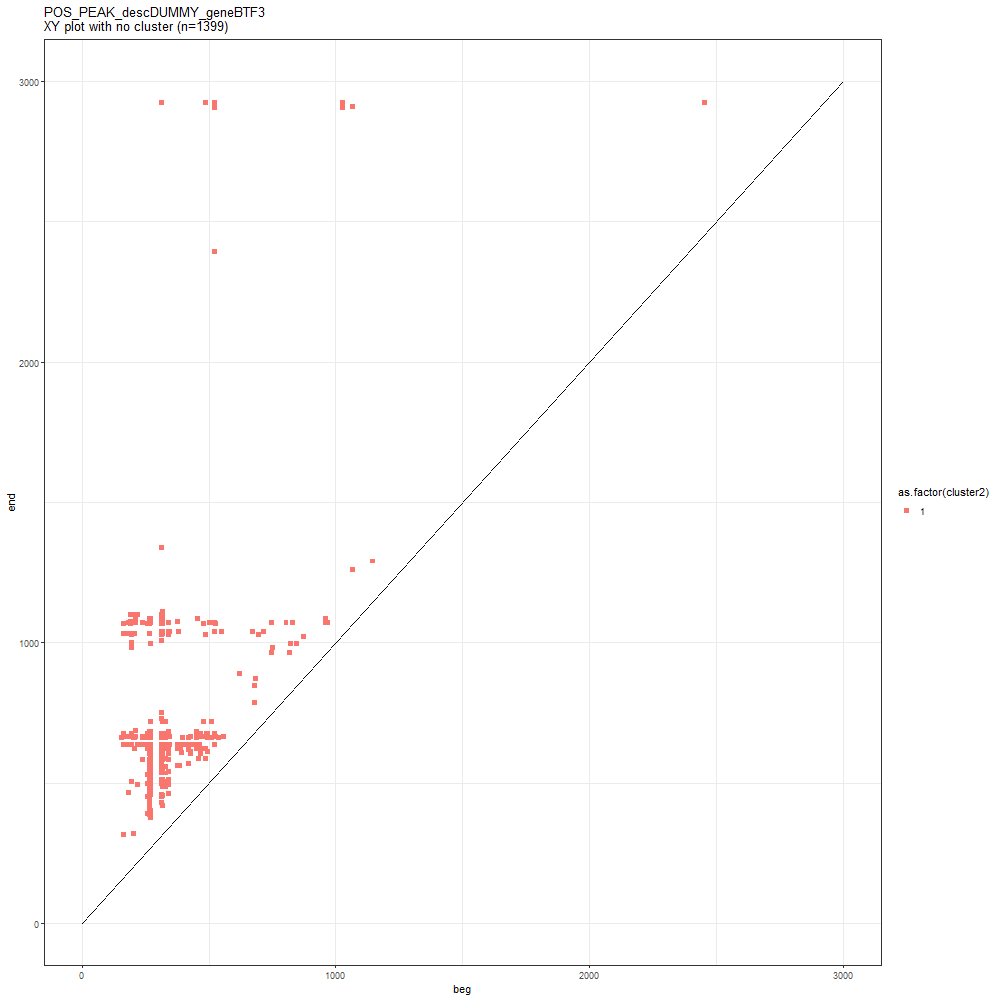 POS_PEAK_descDUMMY_geneBTF3
XY plot with no cluster (n=1399)
3000
2000
1000
0
end
0
1000
2000
3000
beg
as.factor(cluster2)
1